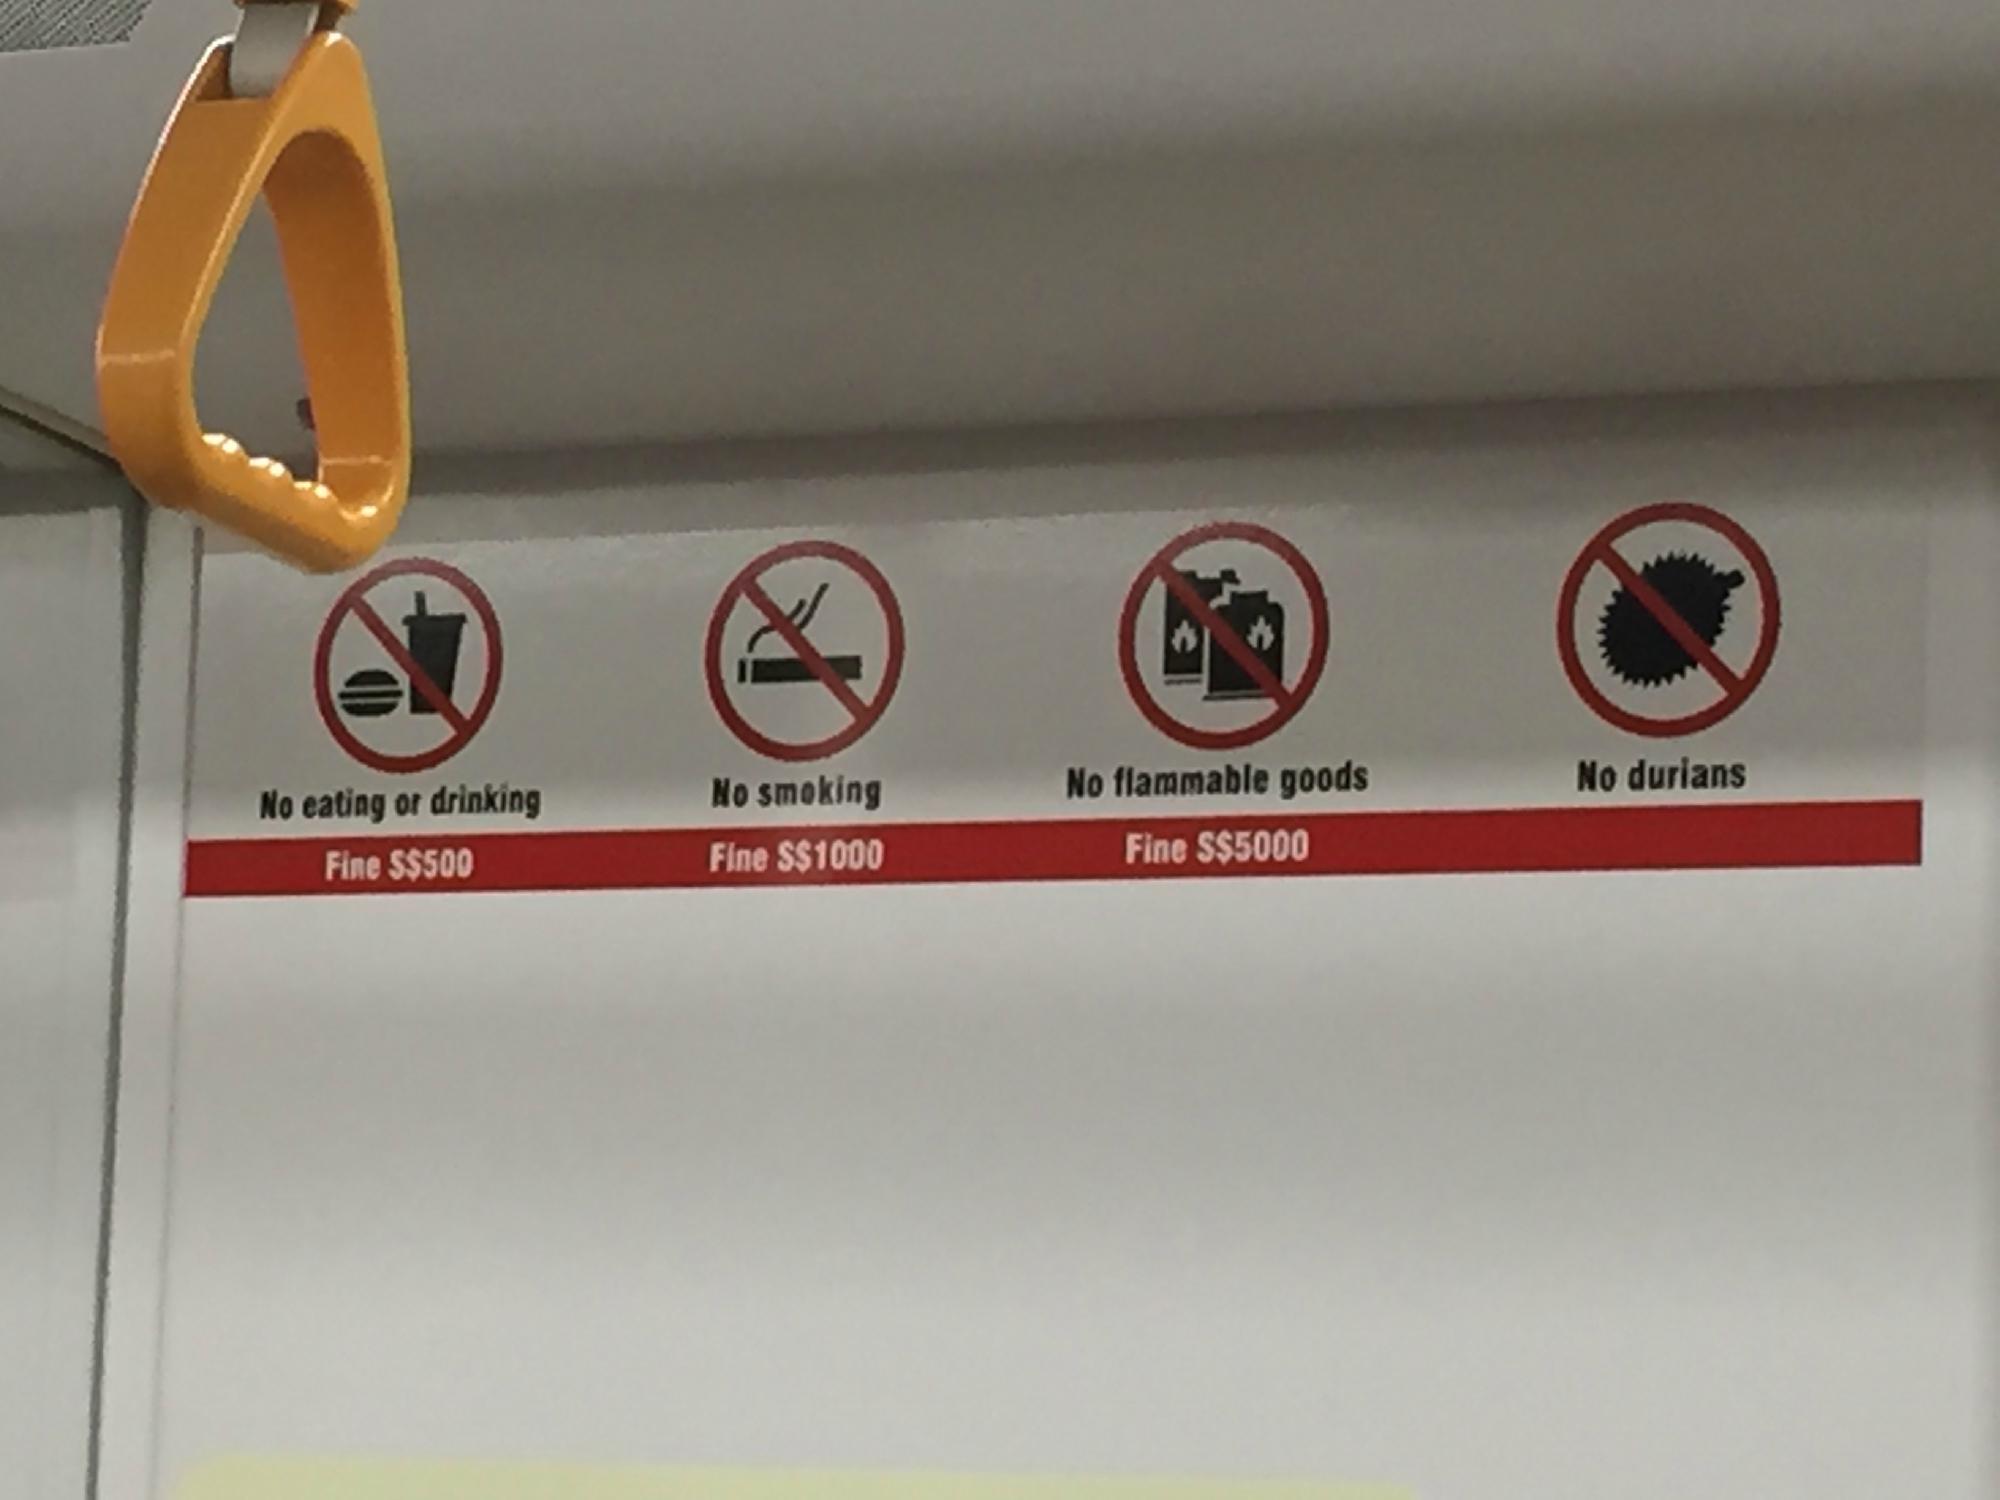 No eating or drinking
Fine S$500
No smoking
Fine S$1000
No flammable goods
Fine S$5000
No durians